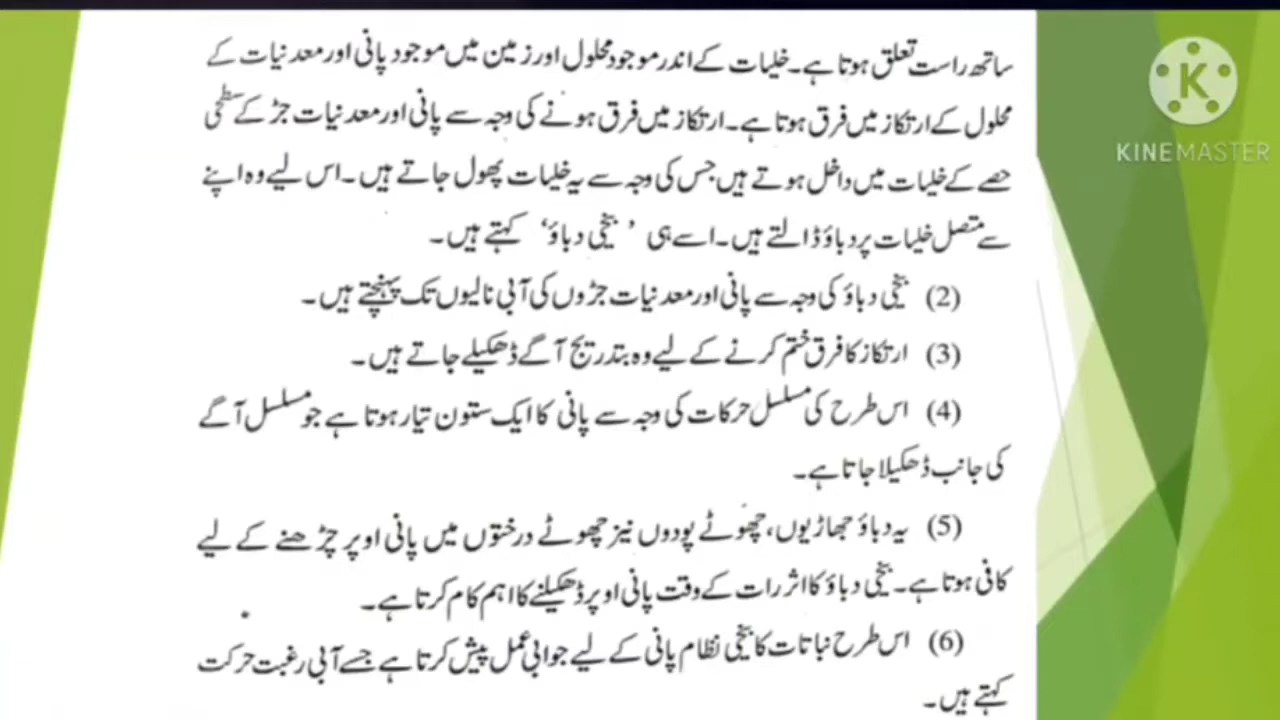 ساتھ راست تعلق ہوتا ہے۔ خلیات کے اندر موجود محلول اور زمین میں موجود پانی اور معدنیات کے
محلول کے ارتکاز میں فرق ہوتا ہے۔ ارتکاز میں فرق ہونے کی وجہ سے پانی اور معدنیات جڑ کے سطحی
حصے کے خلیات میں داخل ہوتے ہیں جس کی وجہ سے یہ خلیات پھول جاتے ہیں۔ اس لیے وہ اپنے
سے متصل خلیات پر دباؤ ڈالتے ہیں۔ اسے ہی ’بیخی دباؤ‘ کہتے ہیں۔
(2) بیخی دباؤ کی وجہ سے پانی اور معدنیات جڑوں کی آبی نالیوں تک پہنچتے ہیں۔
(3) ارتکاز کا فرق ختم کرنے کے لیے وہ بتدریج آگے ڈھکیلے جاتے ہیں۔
(4) اس طرح کی مسلسل حرکات کی وجہ سے پانی کا ایک ستون تیار ہوتا ہے جو مسلسل آگے
کی جانب ڈھکیلا جاتا ہے۔
(5) یہ دباؤ جھاڑیوں، چھوٹے پودوں نیز چھوٹے درختوں میں پانی اوپر چڑھنے کے لیے
کافی ہوتا ہے۔ بیخی دباؤ کا اثر رات کے وقت پانی اوپر ڈھکیلنے کا اہم کام کرتا ہے۔
(6) اس طرح نباتات کا بیخی نظام پانی کے لیے جوابی عمل پیش کرتا ہے جسے آبی رغبت حرکت
کہتے ہیں۔
K
KINEMASTER